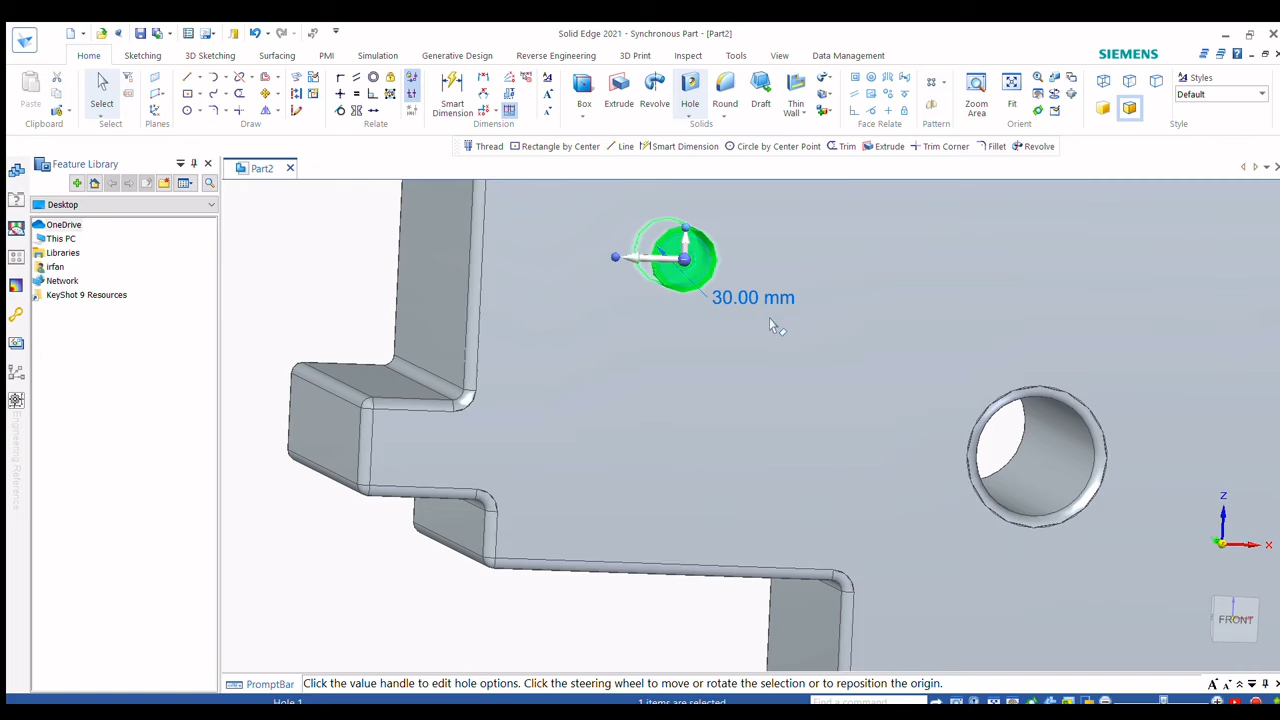 Solid Edge 2021 - Synchronous Part - [Part2]
Home Sketching 3D Sketching Surfacing PMI Simulation Generative Design Reverse Engineering 3D Print Inspect Tools View Data Management SIEMENS
Paste Select Smart Dimension Box Extrude Revolve Hole Round Draft Thin Wall Zoom Area Fit Styles Default
Clipboard Select Planes Draw Relate Dimension Solids Face Relate Pattern Orient Style
Thread Rectangle by Center Line Smart Dimension Circle by Center Point Trim Extrude Trim Corner Fillet Revolve
Feature Library
Part2
Desktop
OneDrive
This PC
Libraries
irfan
Network
KeyShot 9 Resources
Engineering Reference
30.00 mm
Z
X
FRONT
PromptBar Click the value handle to edit hole options. Click the steering wheel to move or rotate the selection or to reposition the origin.
Hole 1 1 items are selected Find a command